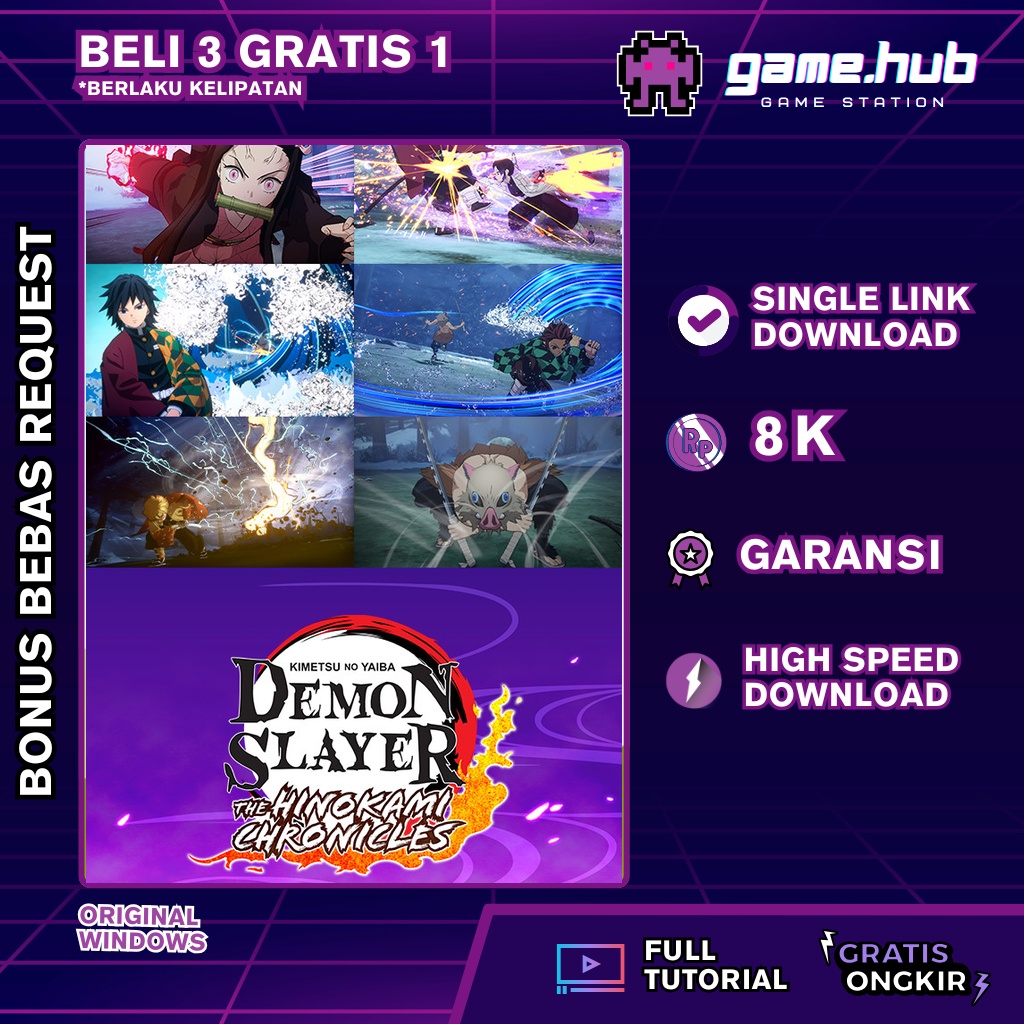 BELI 3 GRATIS 1
*BERLAKU KELIPATAN
game.hub
GAME STATION
BONUS BEBAS REQUEST
SINGLE LINK
DOWNLOAD
Rp
8K
GARANSI
HIGH SPEED
DOWNLOAD
KIMETSU NO YAIBA
DEMON
SLAYER
THE HINOKAMI
CHRONICLES
ORIGINAL
WINDOWS
FULL
TUTORIAL
GRATIS
ONGKIR